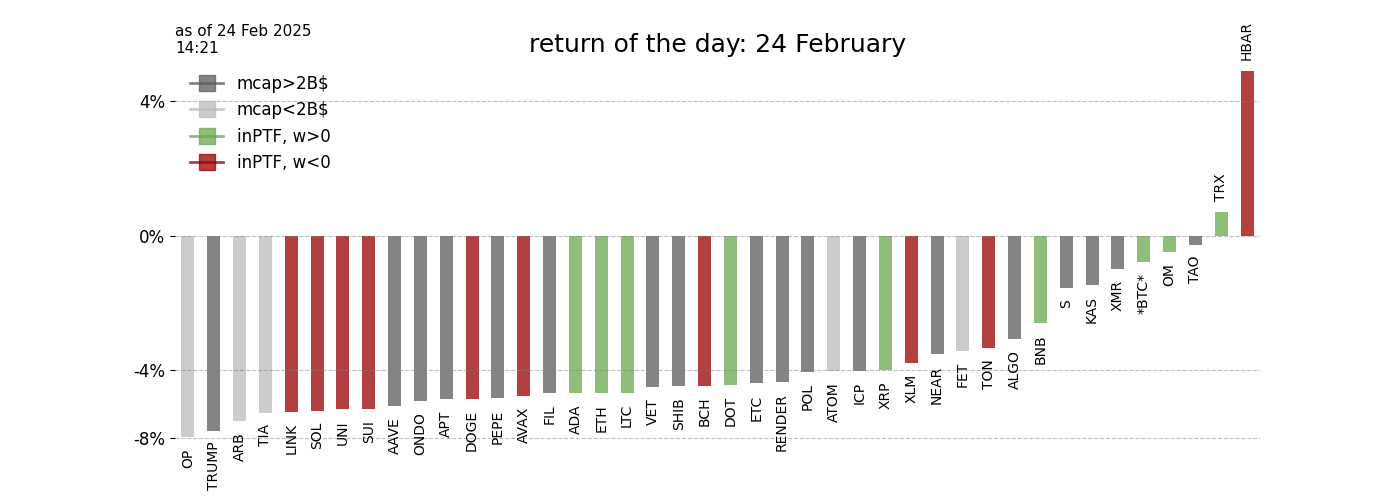 as of 24 Feb 2025
14:21
return of the day: 24 February
mcap>2B$
mcap<2B$
inPTF, w>0
inPTF, w<0
4%
0%
-4%
-8%
OP
TRUMP
ARB
TIA
LINK
SOL
UNI
SUI
AAVE
ONDO
APT
DOGE
PEPE
AVAX
FIL
ADA
ETH
LTC
VET
SHIB
BCH
DOT
ETC
RENDER
POL
ATOM
ICP
XRP
XLM
NEAR
FET
TON
ALGO
BNB
S
KAS
XMR
*BTC*
OM
TAO
TRX
HBAR